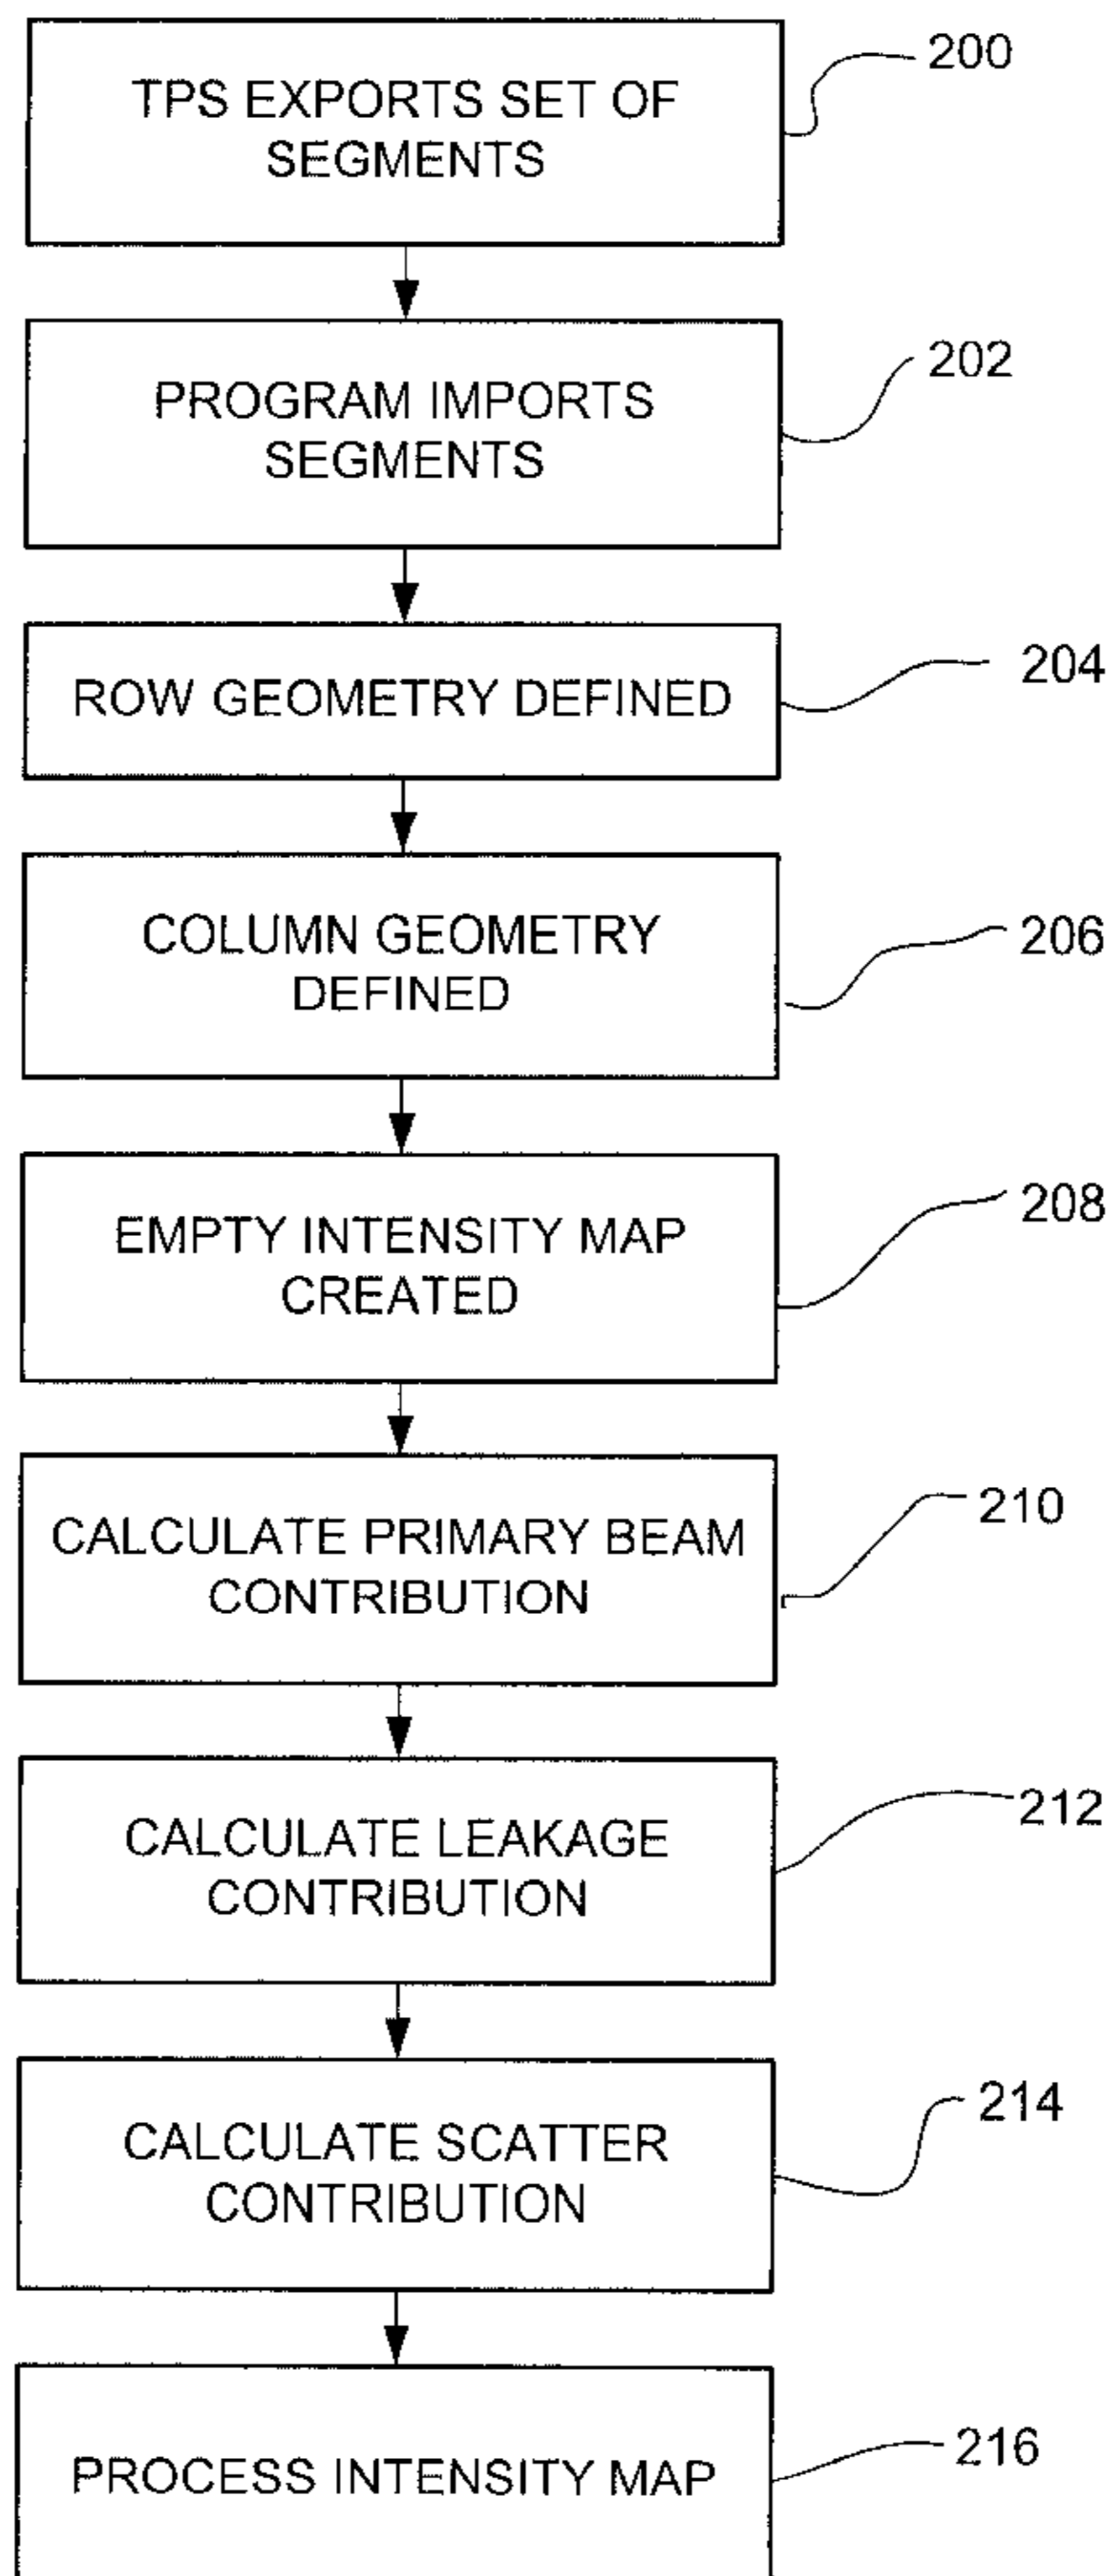 TPS EXPORTS SET OF
SEGMENTS
200
PROGRAM IMPORTS
SEGMENTS
202
ROW GEOMETRY DEFINED
204
COLUMN GEOMETRY
DEFINED
206
EMPTY INTENSITY MAP
CREATED
208
CALCULATE PRIMARY BEAM
CONTRIBUTION
210
CALCULATE LEAKAGE
CONTRIBUTION
212
CALCULATE SCATTER
CONTRIBUTION
214
PROCESS INTENSITY MAP
216